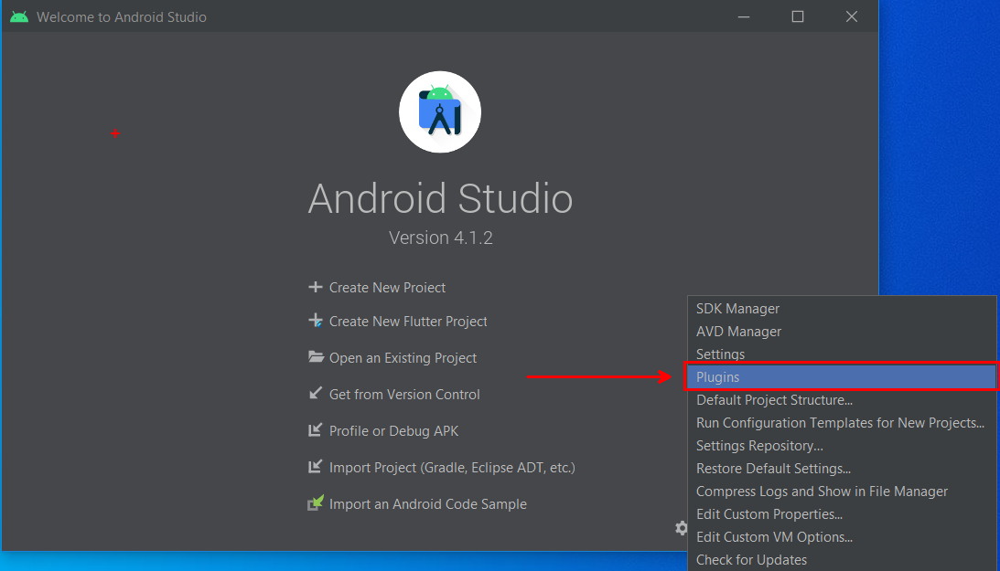 Welcome to Android Studio
Android Studio
Version 4.1.2
Create New Project
Create New Flutter Project
Open an Existing Project
Get from Version Control
Profile or Debug APK
Import Project (Gradle, Eclipse ADT, etc.)
Import an Android Code Sample
SDK Manager
AVD Manager
Settings
Plugins
Default Project Structure...
Run Configuration Templates for New Projects...
Settings Repository...
Restore Default Settings...
Compress Logs and Show in File Manager
Edit Custom Properties...
Edit Custom VM Options...
Check for Updates